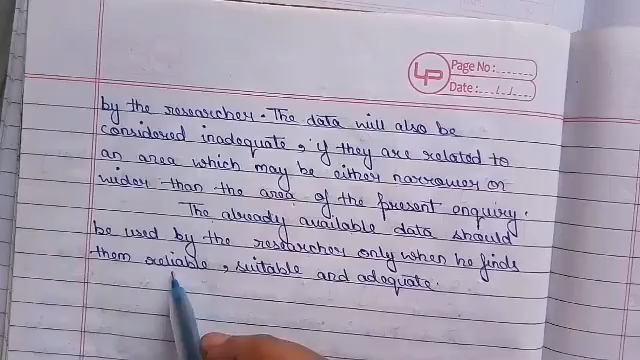 LP
Page No:
Date:
by the researcher. The data will also be
considered inadequate, if they are related to
an area which may be either narrower or
wider than the area of the present enquiry.
The already available data should
be used by the researcher only when he finds
them reliable, suitable and adequate.